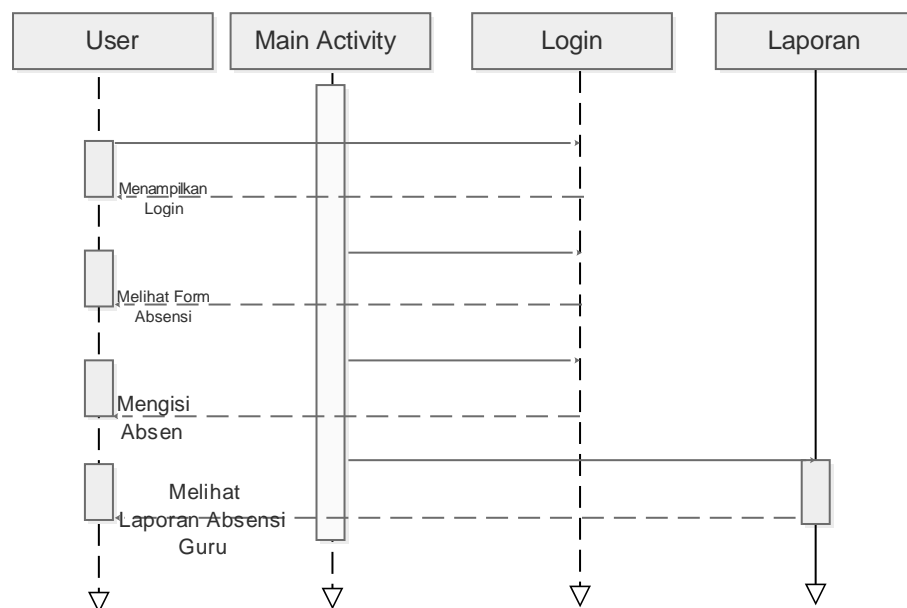 User
Main Activity
Login
Laporan
Menampilkan
Login
Melihat Form
Absensi
Mengisi
Absen
Melihat
Laporan Absensi
Guru